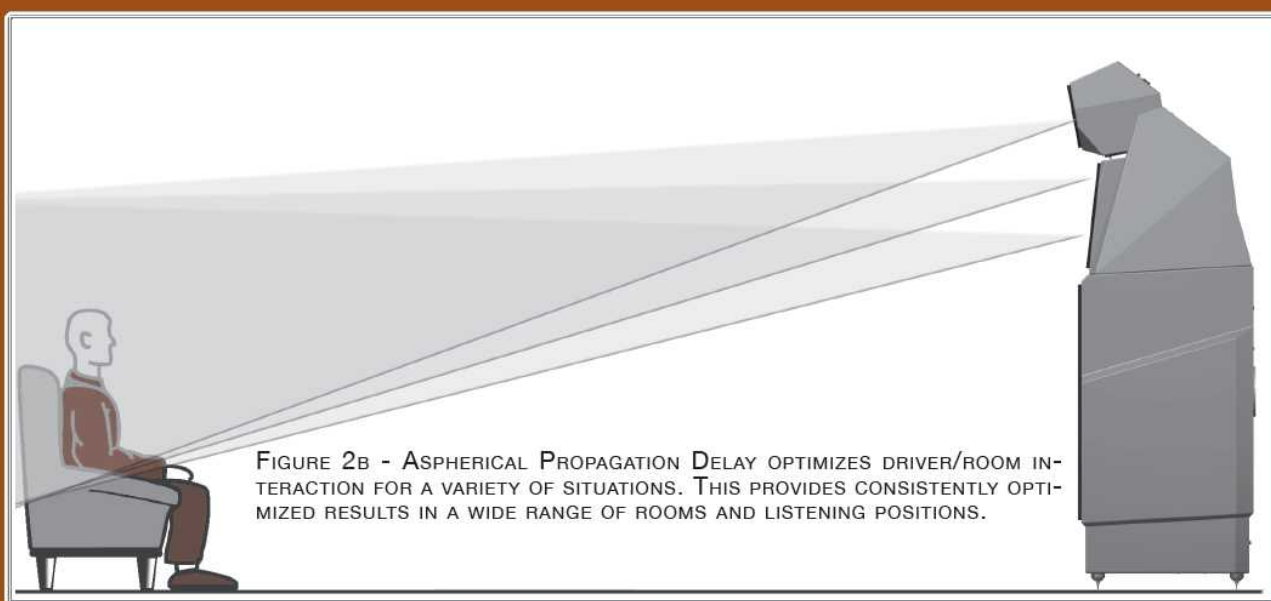 Figure 2b - Aspherical Propagation Delay optimizes driver/room in-
teraction for a variety of situations. This provides consistently opti-
mized results in a wide range of rooms and listening positions.